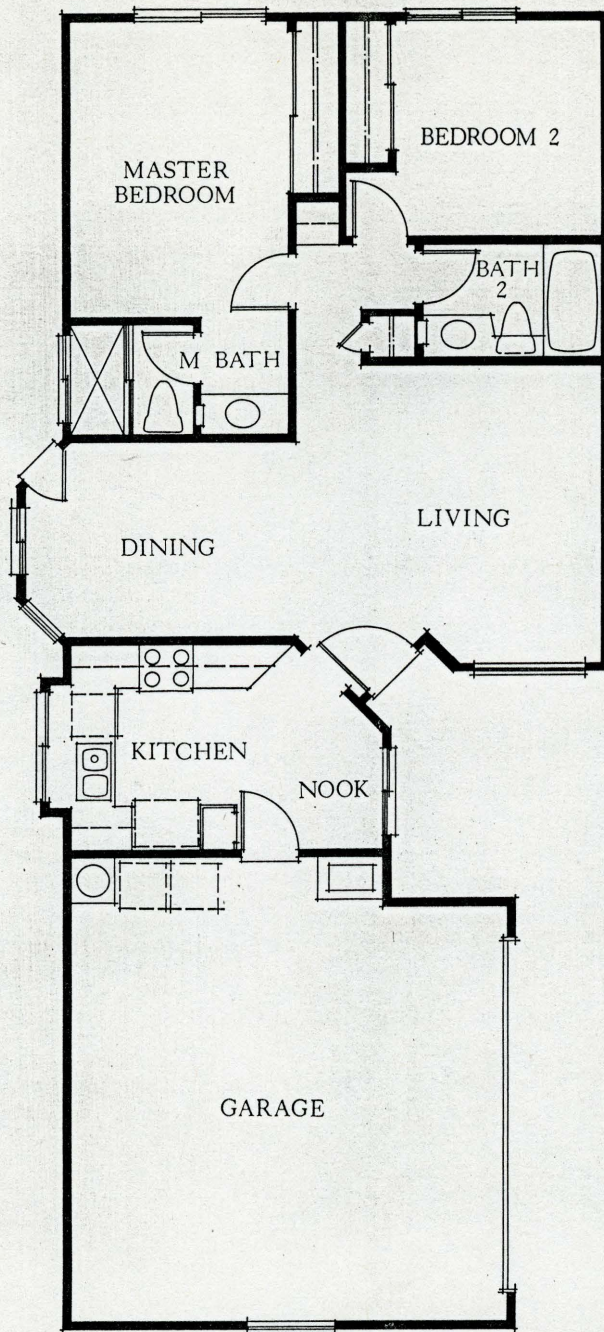 MASTER
BEDROOM
BEDROOM 2
BATH
2
M BATH
LIVING
DINING
KITCHEN
NOOK
GARAGE